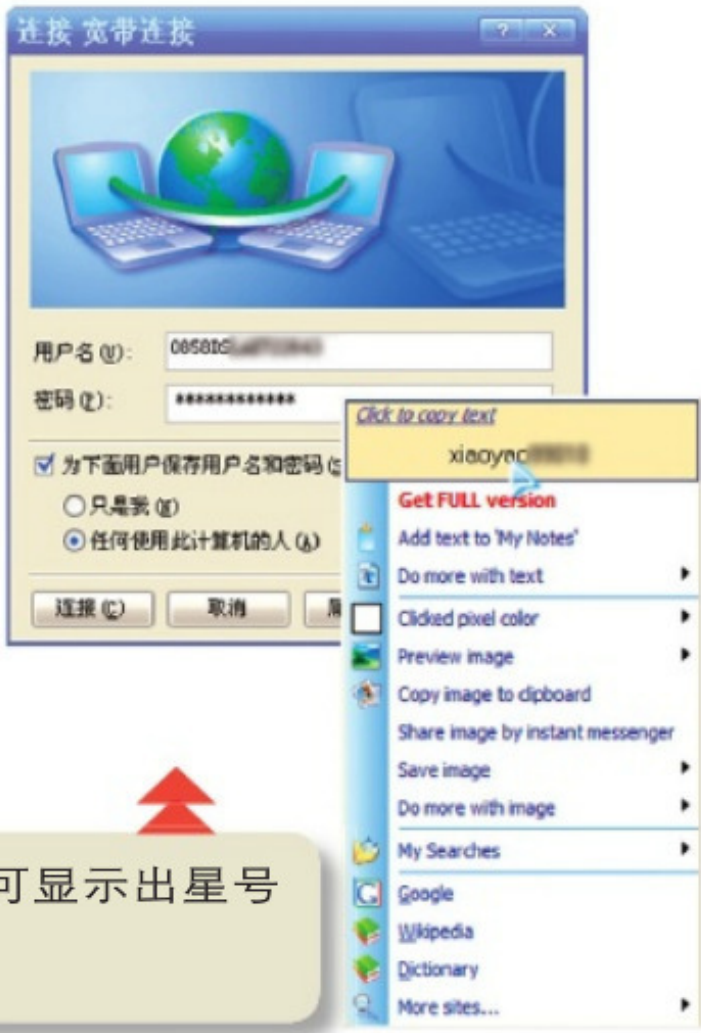 连接 宽带连接
用户名(U):
0858DS
密码(P):
************
为下面用户保存用户名和密码(S
只是我(N)
任何使用此计算机的人(A)
连接(C)
取消
属
Click to copy text
xiaoyao
Get FULL version
Add text to 'My Notes'
Do more with text
Clicked pixel color
Preview image
Copy image to clipboard
Share image by instant messenger
Save image
Do more with image
My Searches
Google
Wikipedia
Dictionary
More sites...
可显示出星号